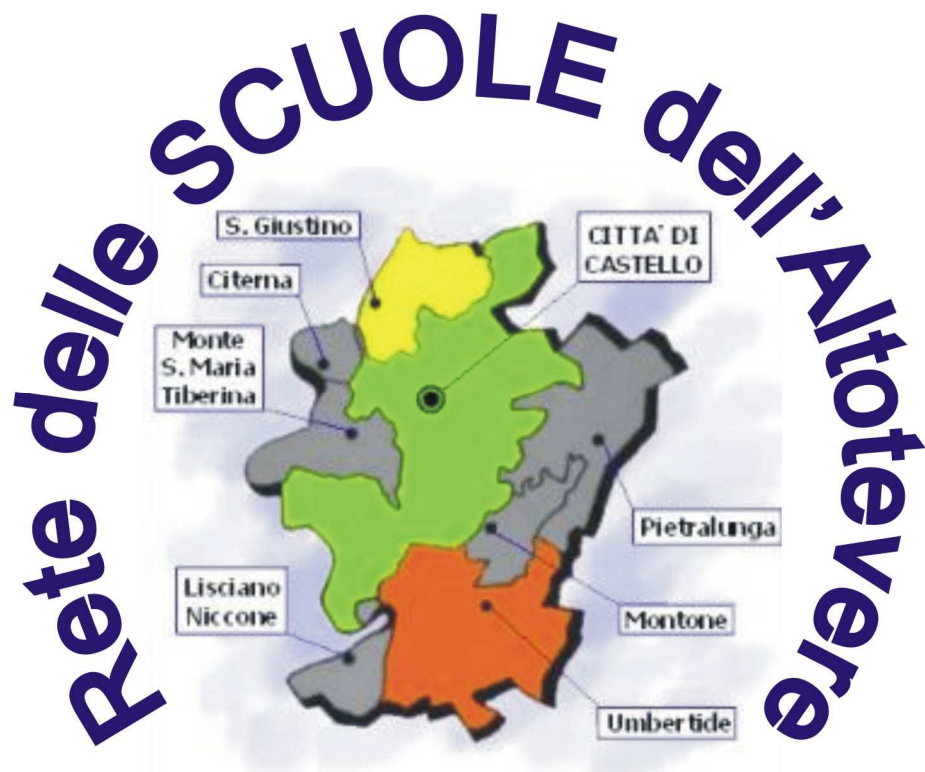 Rete delle SCUOLE dell'Altotevere
S. Giustino
CITTA' DI
CASTELLO
Citerna
Monte
S. Maria
Tiberina
Pietralunga
Lisciano
Niccone
Montone
Umbertide